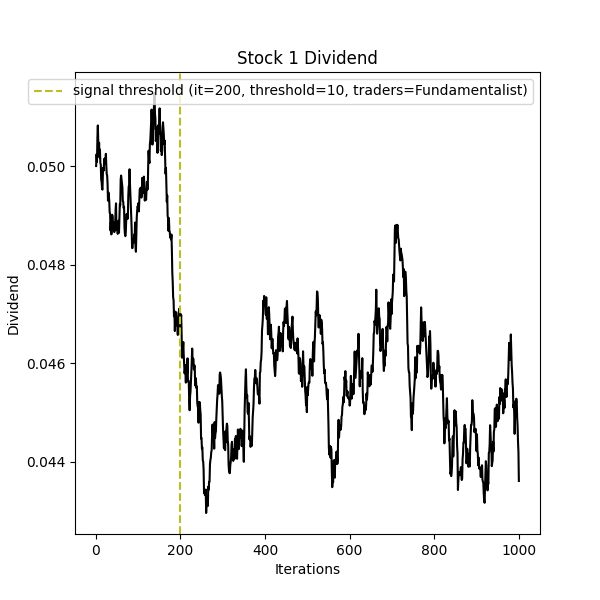 Stock 1 Dividend
signal threshold (it=200, threshold=10, traders=Fundamentalist)
0.050
0.048
0.046
0.044
Dividend
0 200 400 600 800 1000
Iterations